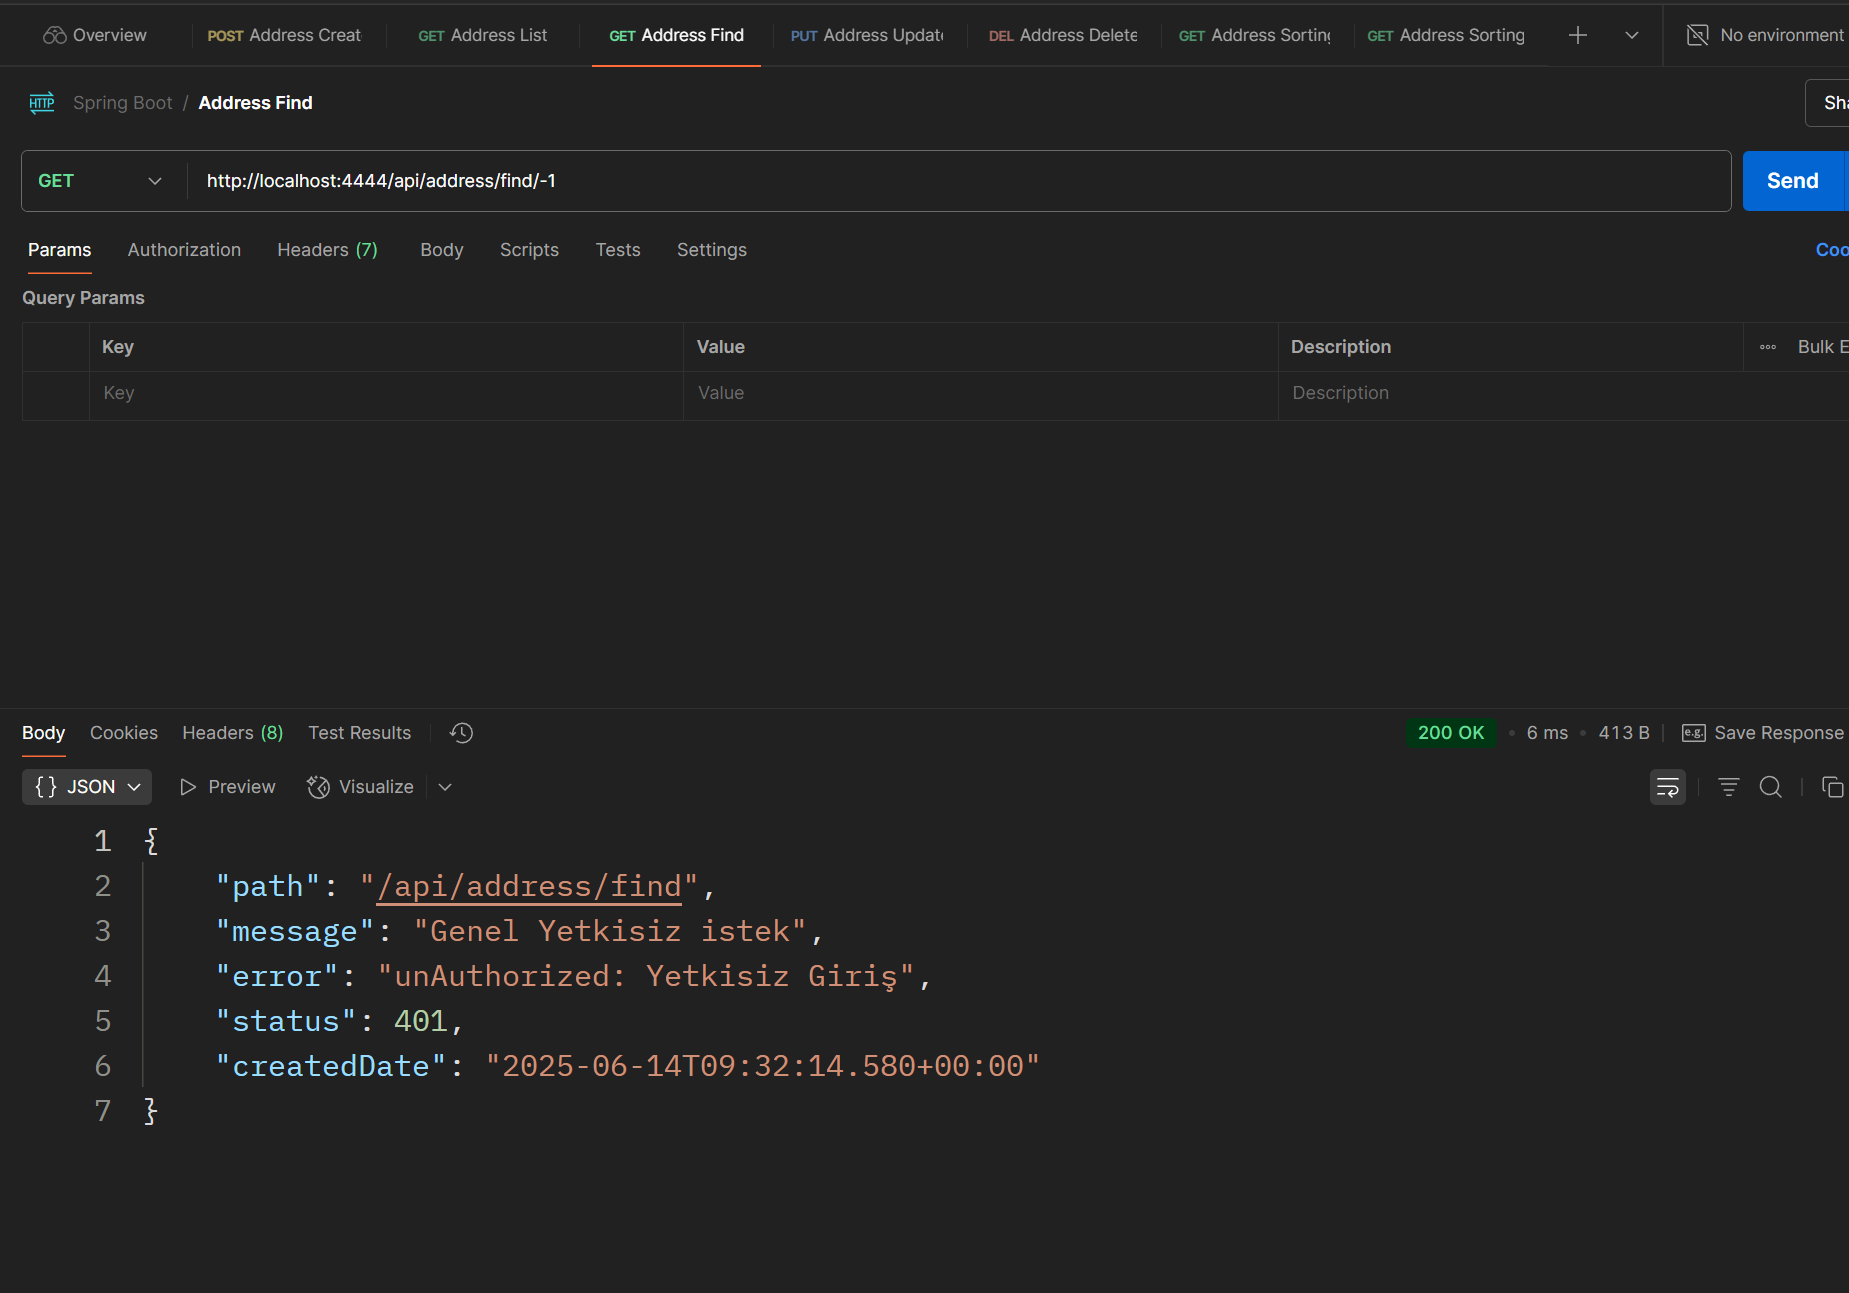 Overview POST Address Creat GET Address List GET Address Find PUT Address Updat DEL Address Delete GET Address Sorting GET Address Sorting No environment
HTTP Spring Boot / Address Find Sha
GET http://localhost:4444/api/address/find/-1 Send
Params Authorization Headers (7) Body Scripts Tests Settings Coo
Query Params
Key Value Description Bulk E
Key Value Description
Body Cookies Headers (8) Test Results 200 OK 6 ms 413 B e.g. Save Response
{} JSON Preview Visualize
1 {
2 "path": "/api/address/find",
3 "message": "Genel Yetkisiz istek",
4 "error": "unAuthorized: Yetkisiz Giriş",
5 "status": 401,
6 "createdDate": "2025-06-14T09:32:14.580+00:00"
7 }